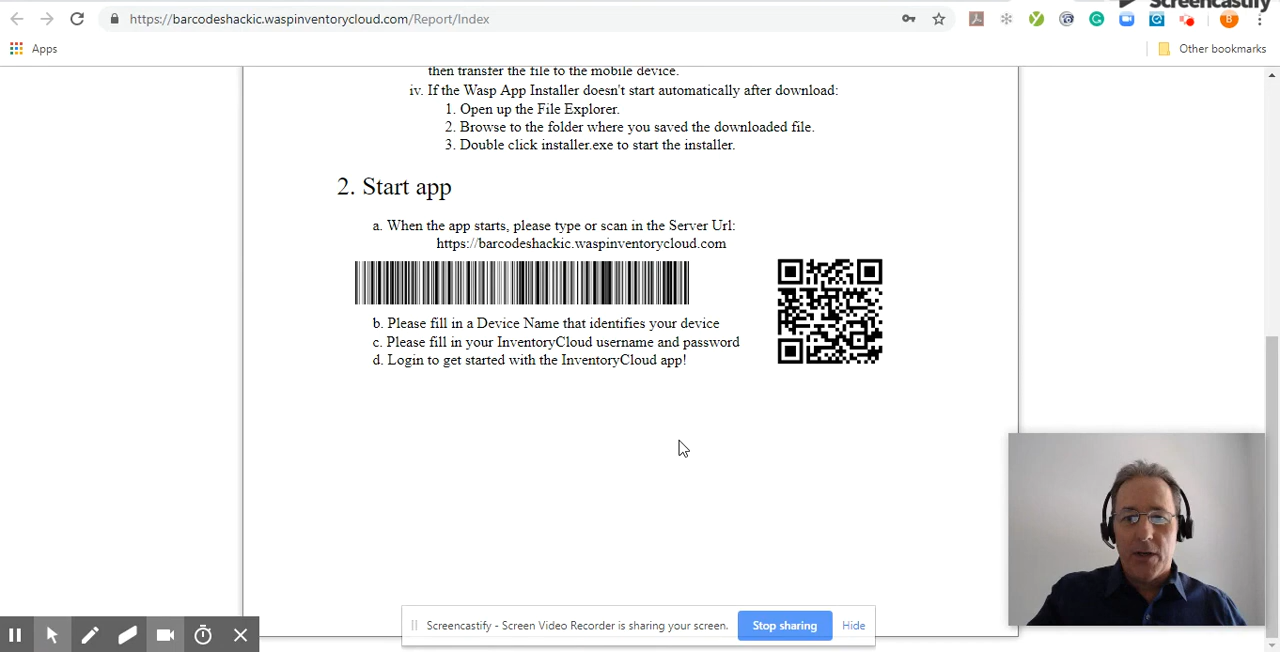 Screencastify
https://barcodeshackic.waspinventorycloud.com/Report/Index
B
Apps
Other bookmarks
then transfer the file to the mobile device.
iv. If the Wasp App Installer doesn't start automatically after download:
1. Open up the File Explorer.
2. Browse to the folder where you saved the downloaded file.
3. Double click installer.exe to start the installer.
2. Start app
a. When the app starts, please type or scan in the Server Url:
https://barcodeshackic.waspinventorycloud.com
b. Please fill in a Device Name that identifies your device
c. Please fill in your InventoryCloud username and password
d. Login to get started with the InventoryCloud app!
Screencastify - Screen Video Recorder is sharing your screen.
Stop sharing
Hide